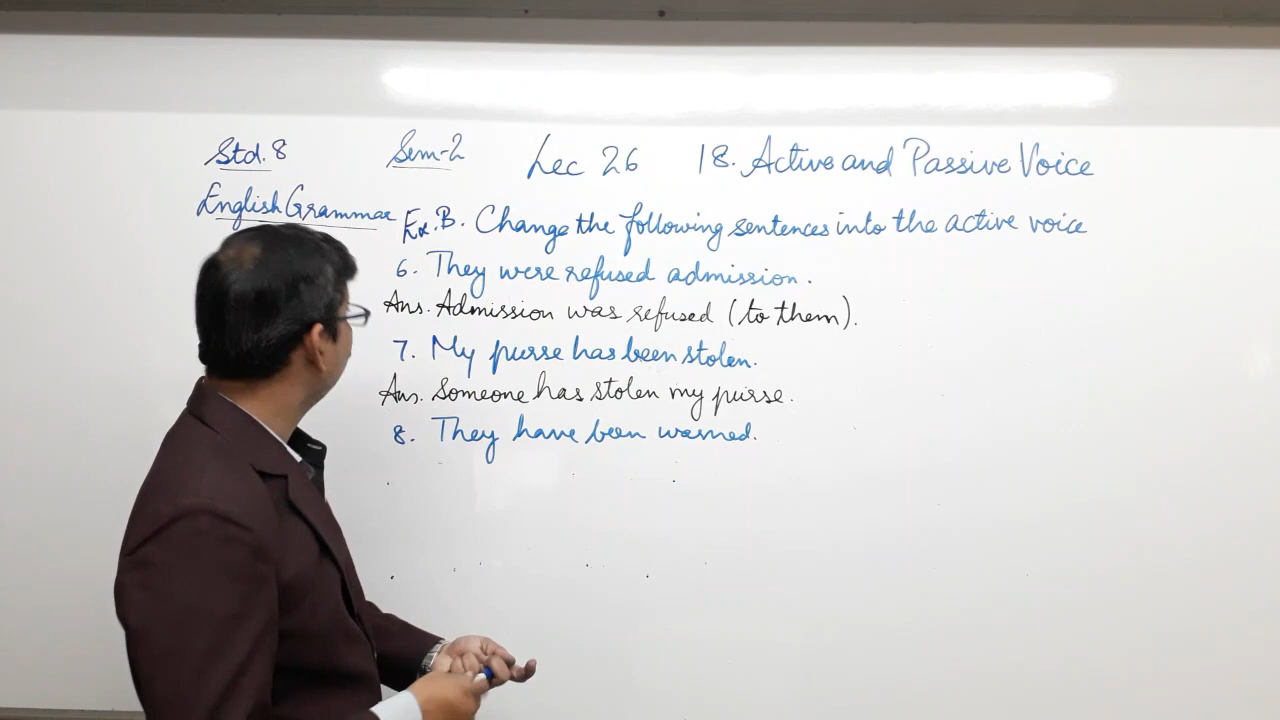 Std. 8 Sem-2 Lec 26 18. Active and Passive Voice
English Grammar
Ex. B. Change the following sentences into the active voice
6. They were refused admission.
Ans. Admission was refused (to them).
7. My purse has been stolen.
Ans. Someone has stolen my purse.
8. They have been warned.